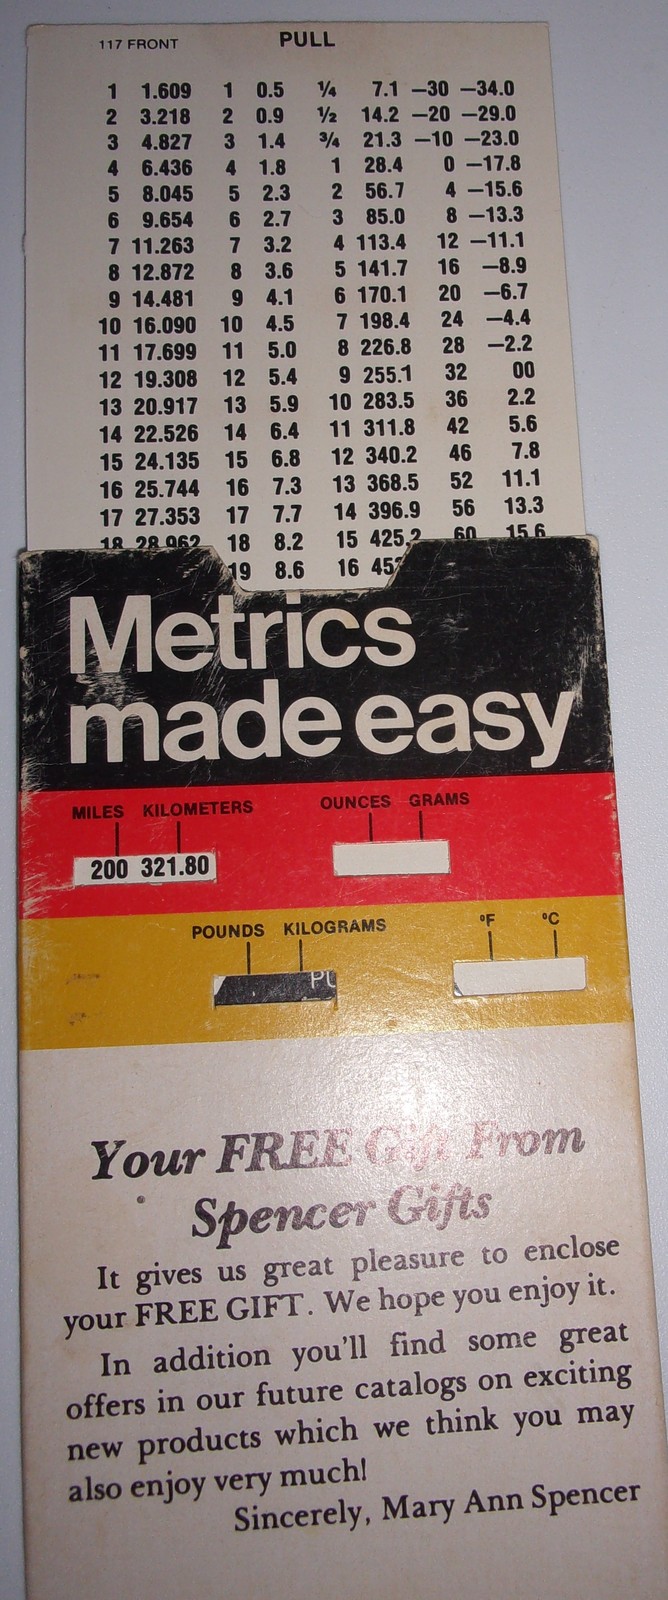 117 FRONT PULL
1 1.609 1 0.5 ¼ 7.1 —30 —34.0
2 3.218 2 0.9 ½ 14.2 —20 —29.0
3 4.827 3 1.4 ¾ 21.3 —10 —23.0
4 6.436 4 1.8 1 28.4 0 —17.8
5 8.045 5 2.3 2 56.7 4 —15.6
6 9.654 6 2.7 3 85.0 8 —13.3
7 11.263 7 3.2 4 113.4 12 —11.1
8 12.872 8 3.6 5 141.7 16 —8.9
9 14.481 9 4.1 6 170.1 20 —6.7
10 16.090 10 4.5 7 198.4 24 —4.4
11 17.699 11 5.0 8 226.8 28 —2.2
12 19.308 12 5.4 9 255.1 32 00
13 20.917 13 5.9 10 283.5 36 2.2
14 22.526 14 6.4 11 311.8 42 5.6
15 24.135 15 6.8 12 340.2 46 7.8
16 25.744 16 7.3 13 368.5 52 11.1
17 27.353 17 7.7 14 396.9 56 13.3
18 28.962 18 8.2 15 425.2 60 15.6
19 8.6 16
Metrics
made easy
MILES KILOMETERS OUNCES GRAMS
200 321.80
POUNDS KILOGRAMS °F °C
Your FREE Gift From
Spencer Gifts
It gives us great pleasure to enclose
your FREE GIFT. We hope you enjoy it.
In addition you'll find some great
offers in our future catalogs on exciting
new products which we think you may
also enjoy very much!
Sincerely, Mary Ann Spencer